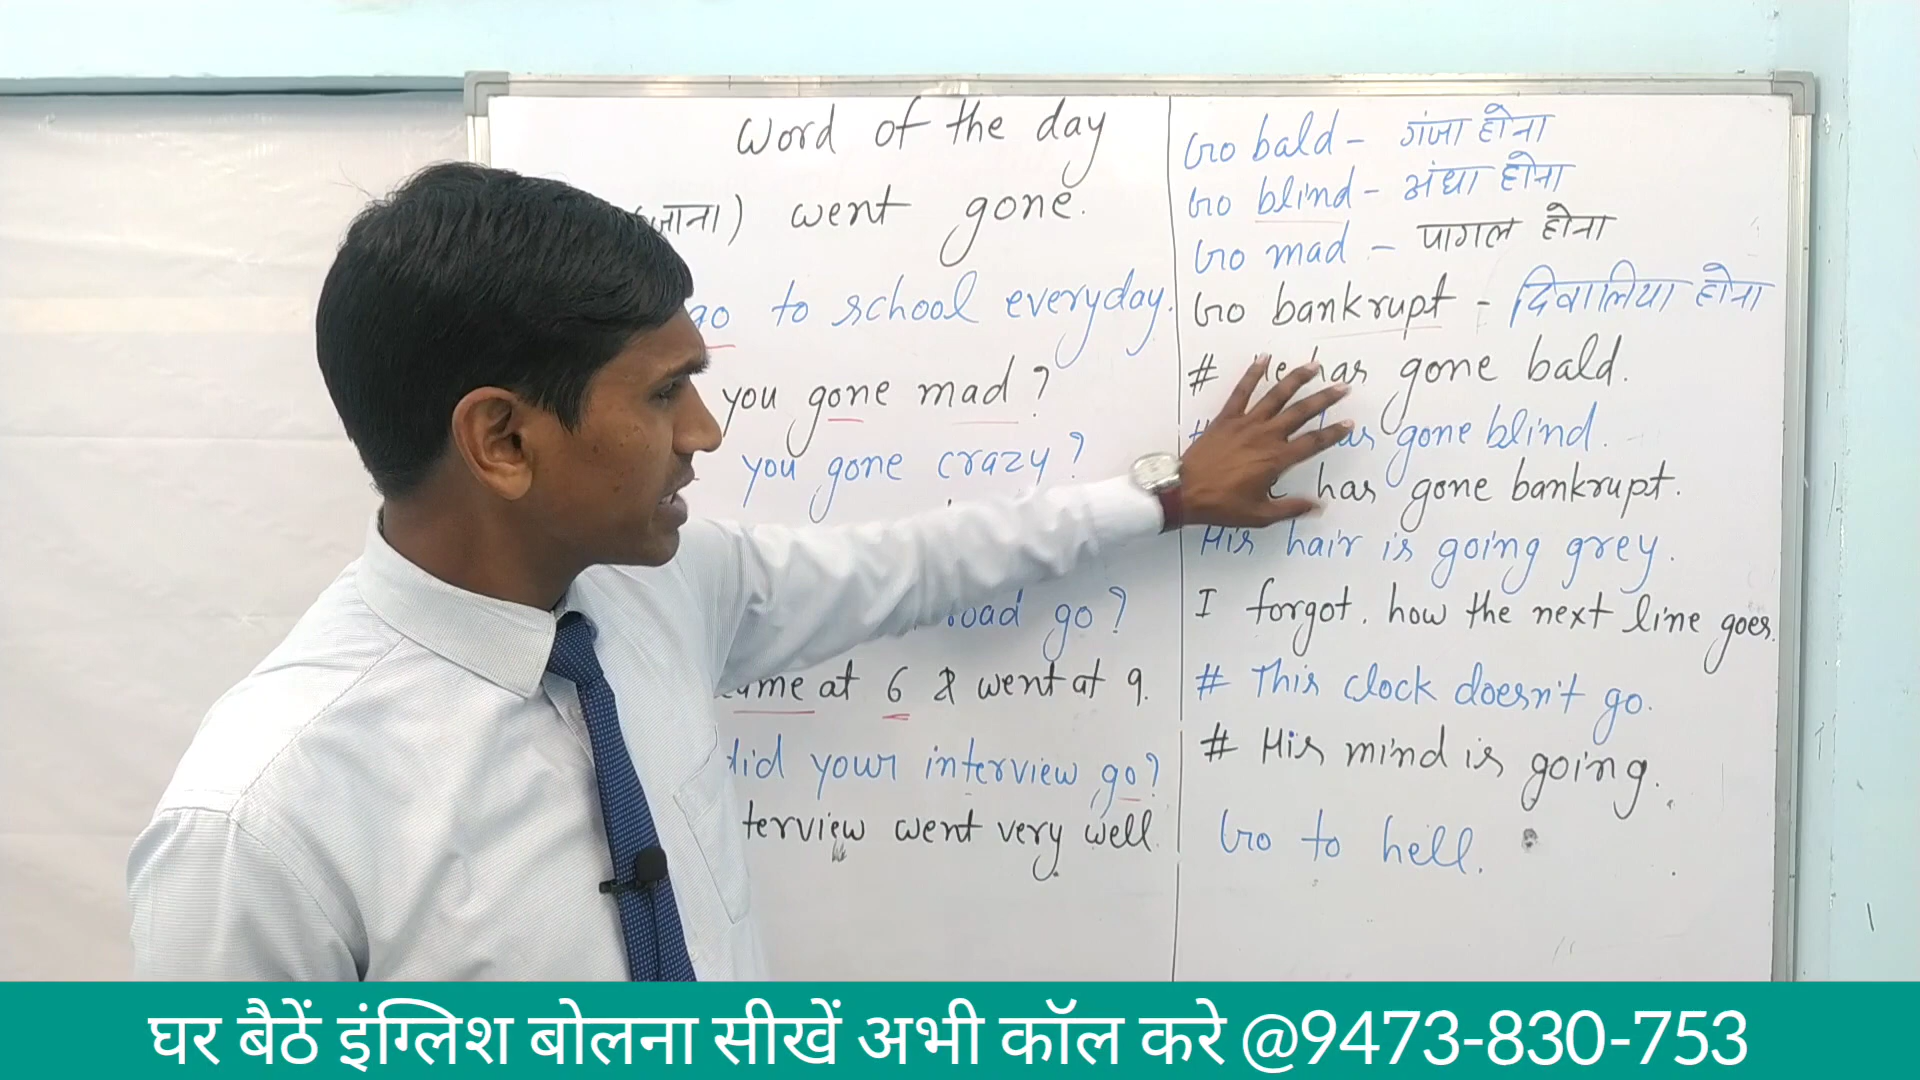 Word of the day
जाना) went gone.
go to school everyday.
you gone mad?
you gone crazy?
road go?
came at 6 & went at 9.
did your interview go?
terview went very well.
Go bald - गंजा होना
Go blind - अंधा होना
Go mad - पागल होना
Go bankrupt - दिवालिया होना
# He has gone bald.
# has gone blind.
has gone bankrupt.
His hair is going grey.
I forgot. how the next line goes.
# This clock doesn't go.
# His mind is going.
Go to hell.
घर बैठें इंग्लिश बोलना सीखें अभी कॉल करे @9473-830-753